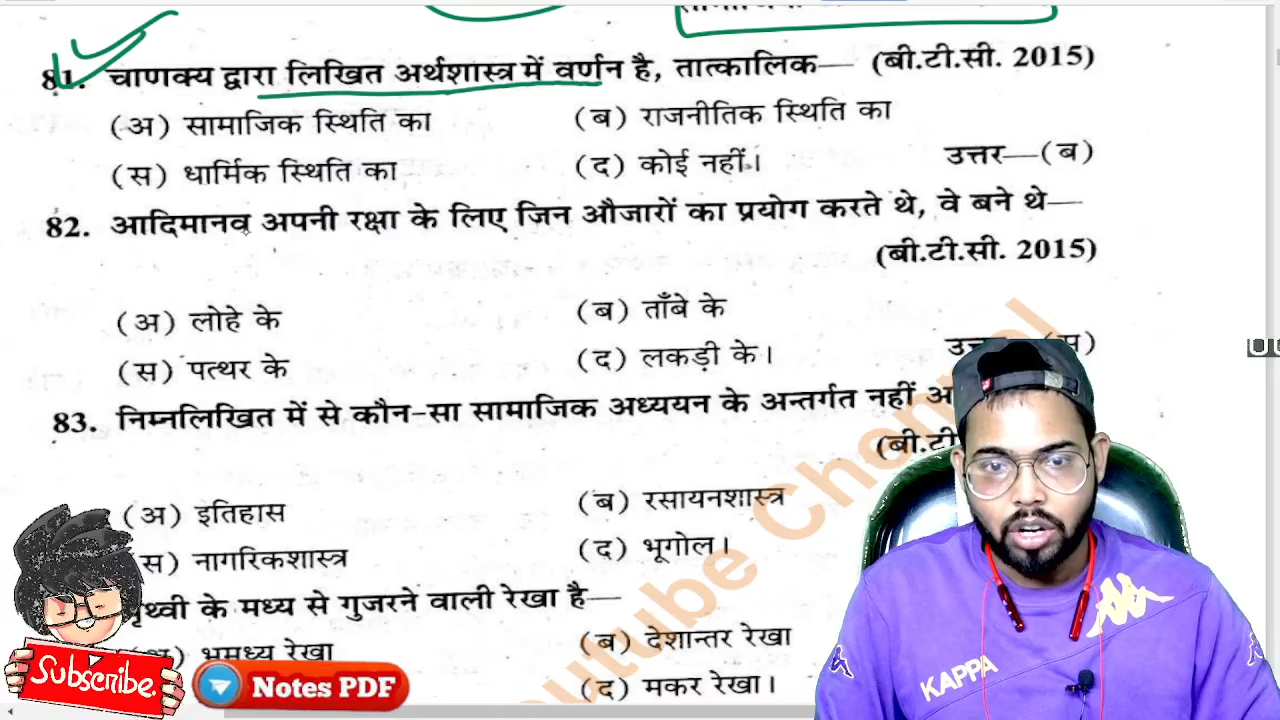 81. चाणक्य द्वारा लिखित अर्थशास्त्र में वर्णन है, तात्कालिक— (बी.टी.सी. 2015)
(अ) सामाजिक स्थिति का (ब) राजनीतिक स्थिति का
(स) धार्मिक स्थिति का (द) कोई नहीं। उत्तर—(ब)
82. आदिमानव अपनी रक्षा के लिए जिन औजारों का प्रयोग करते थे, वे बने थे—
(बी.टी.सी. 2015)
(अ) लोहे के (ब) ताँबे के
(स) पत्थर के (द) लकड़ी के।
83. निम्नलिखित में से कौन-सा सामाजिक अध्ययन के अन्तर्गत नहीं
(बी.टी
(अ) इतिहास (ब) रसायनशास्त्र
स) नागरिकशास्त्र (द) भूगोल।
पृथ्वी के मध्य से गुजरने वाली रेखा है—
भूमध्य रेखा (ब) देशान्तर रेखा
(द) मकर रेखा।
Subscribe.
Notes PDF
KAPPA